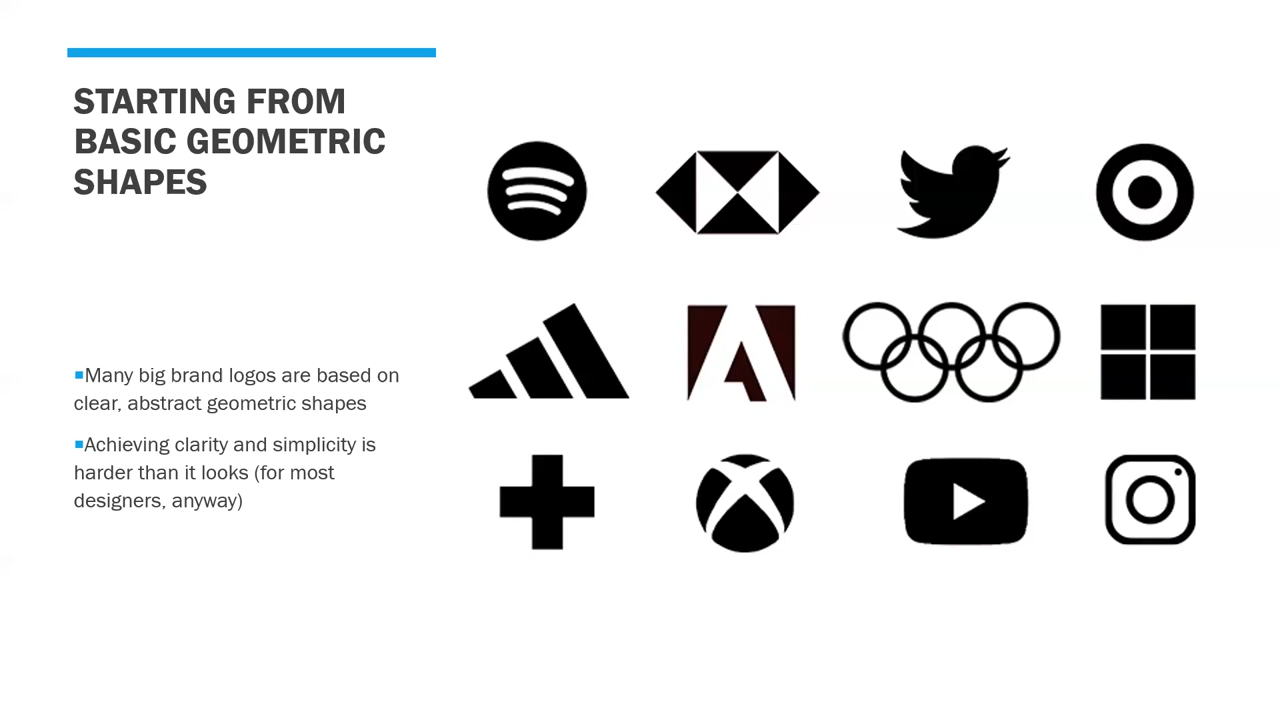 STARTING FROM
BASIC GEOMETRIC
SHAPES
▪Many big brand logos are based on
clear, abstract geometric shapes
▪Achieving clarity and simplicity is
harder than it looks (for most
designers, anyway)